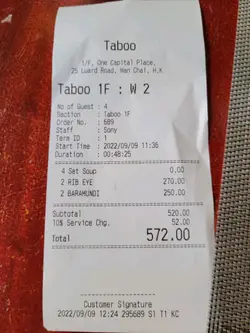 Taboo
1/F, One Capital Place,
25 Luard Road, Wan Chai, H.K
Taboo 1F : W 2
No of Guest : 4
Section : Taboo 1F
Order No. : 689
Staff : Sony
Term ID : 1
Start Time : 2022/09/09 11:36
Duration : 00:48:25
4 Set Soup 0.00
2 RIB EYE 270.00
2 BARAMUNDI 250.00
Subtotal 520.00
10% Service Chg. 52.00
Total 572.00
Customer Signature
2022/09/09 12:24 295689 S1 T1 KC